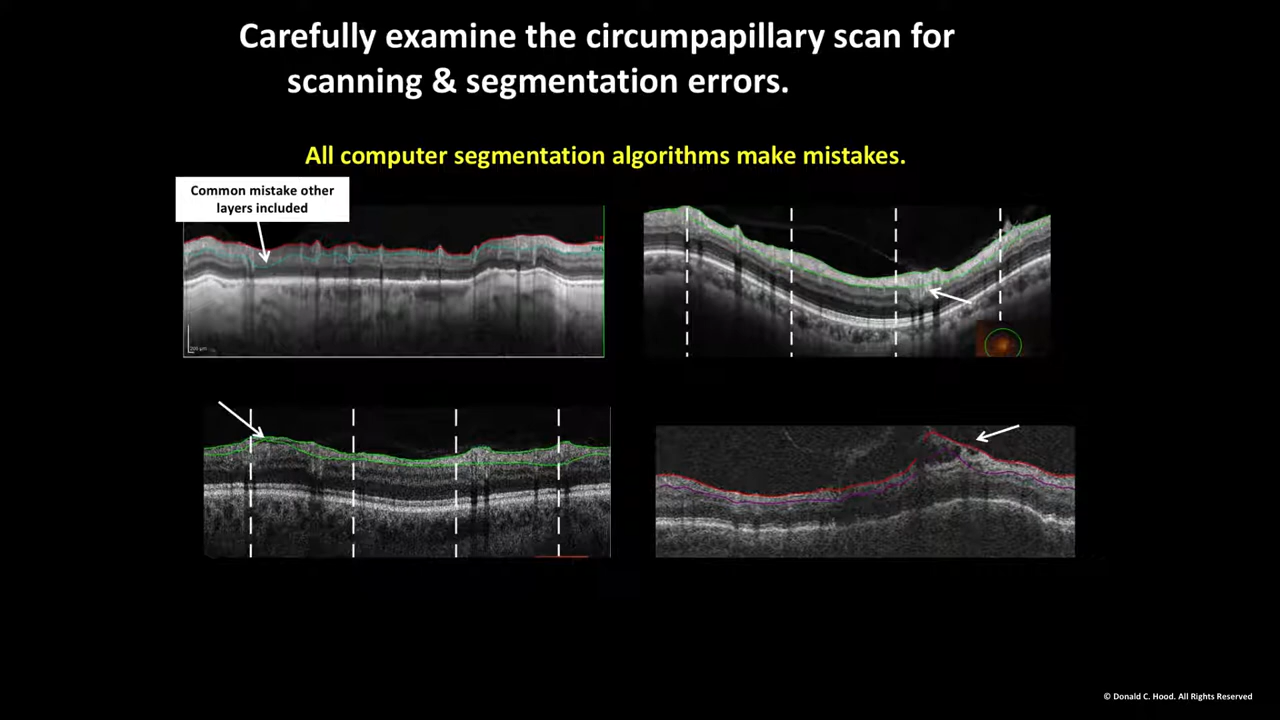 Carefully examine the circumpapillary scan for
scanning & segmentation errors.
All computer segmentation algorithms make mistakes.
Common mistake other
layers included
© Donald C. Hood. All Rights Reserved